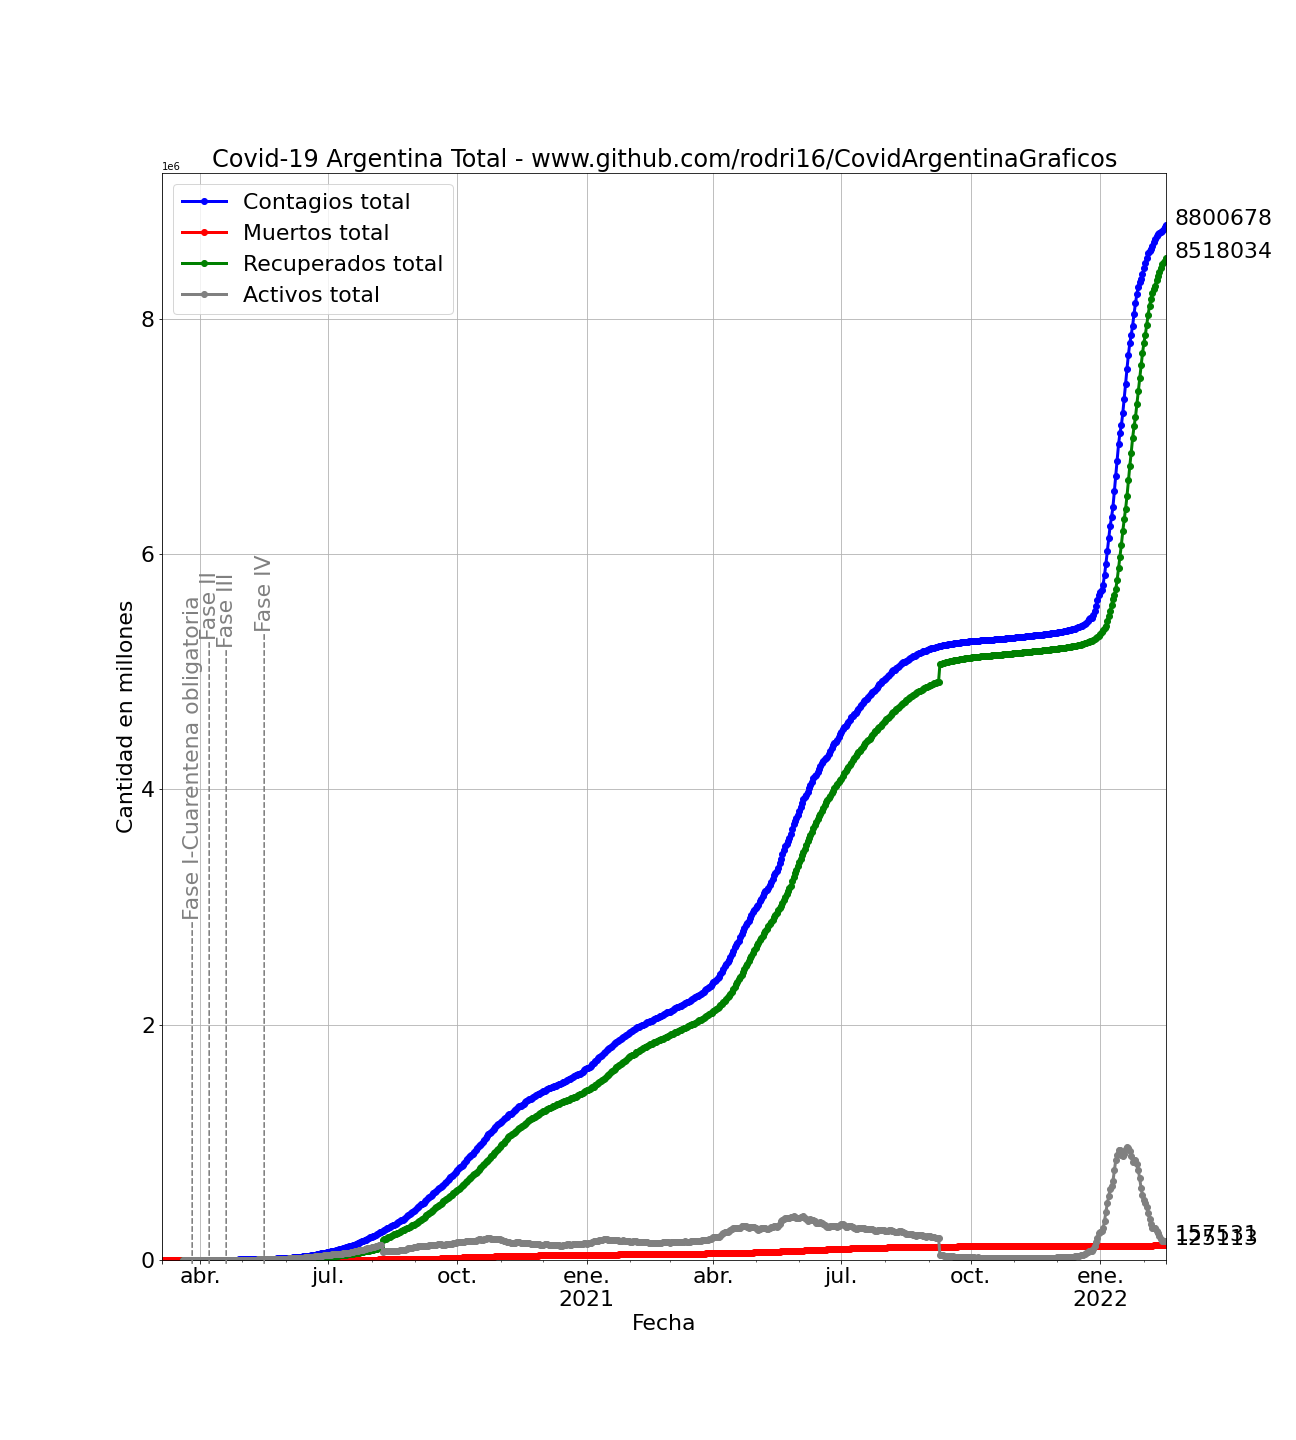 1e6
Covid-19 Argentina Total - www.github.com/rodri16/CovidArgentinaGraficos
Contagios total
Muertos total
Recuperados total
Activos total
8800678
8518034
8
6
4
2
0
Cantidad en millones
Fase I-Cuarentena obligatoria
Fase II
Fase III
Fase IV
157531
125113
abr.
jul.
oct.
ene.
2021
abr.
jul.
oct.
ene.
2022
Fecha